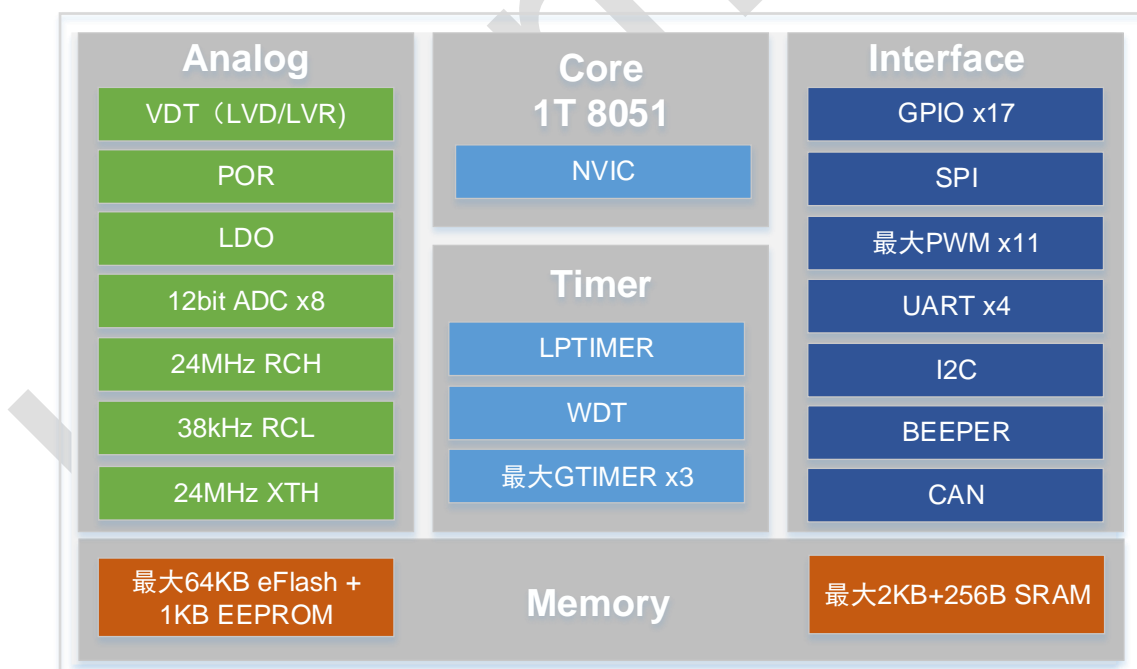 Analog
VDT（LVD/LVR)
POR
LDO
12bit ADC x8
24MHz RCH
38kHz RCL
24MHz XTH
Core
1T 8051
NVIC
Timer
LPTIMER
WDT
最大GTIMER x3
Interface
GPIO x17
SPI
最大PWM x11
UART x4
I2C
BEEPER
CAN
最大64KB eFlash +
1KB EEPROM
Memory
最大2KB+256B SRAM